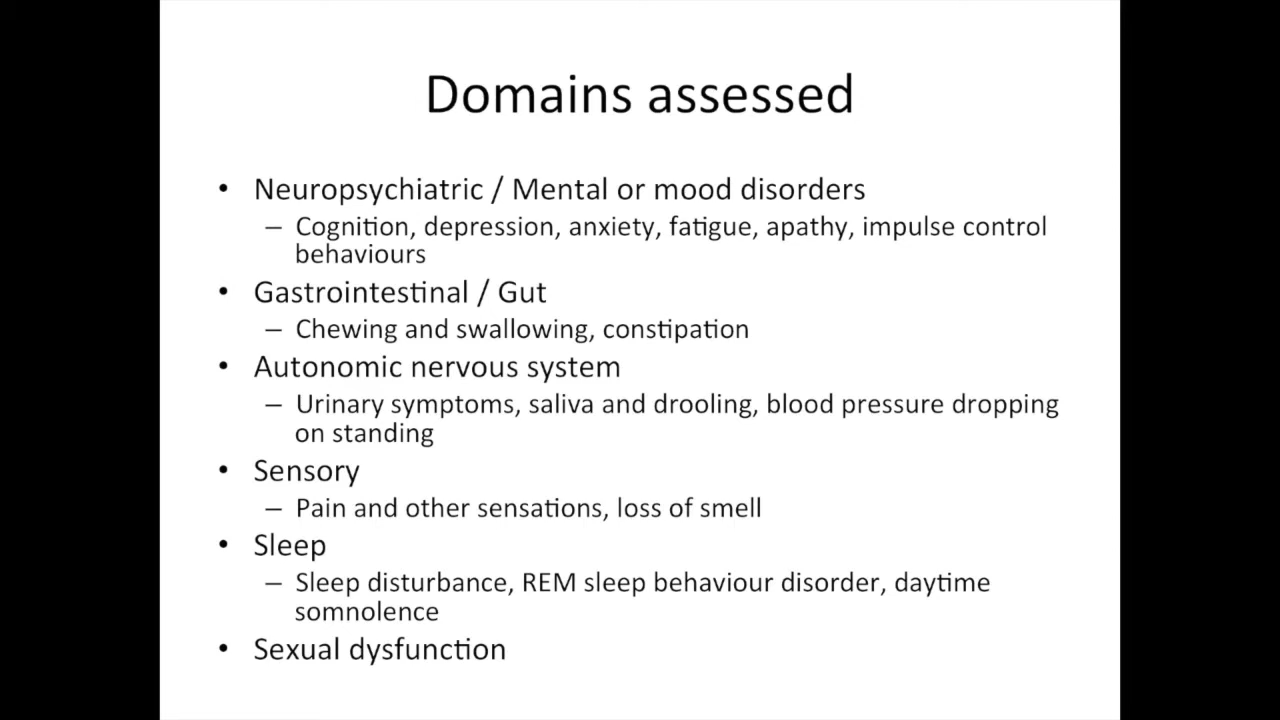 Domains assessed
• Neuropsychiatric / Mental or mood disorders
– Cognition, depression, anxiety, fatigue, apathy, impulse control
behaviours
• Gastrointestinal / Gut
– Chewing and swallowing, constipation
• Autonomic nervous system
– Urinary symptoms, saliva and drooling, blood pressure dropping
on standing
• Sensory
– Pain and other sensations, loss of smell
• Sleep
– Sleep disturbance, REM sleep behaviour disorder, daytime
somnolence
• Sexual dysfunction